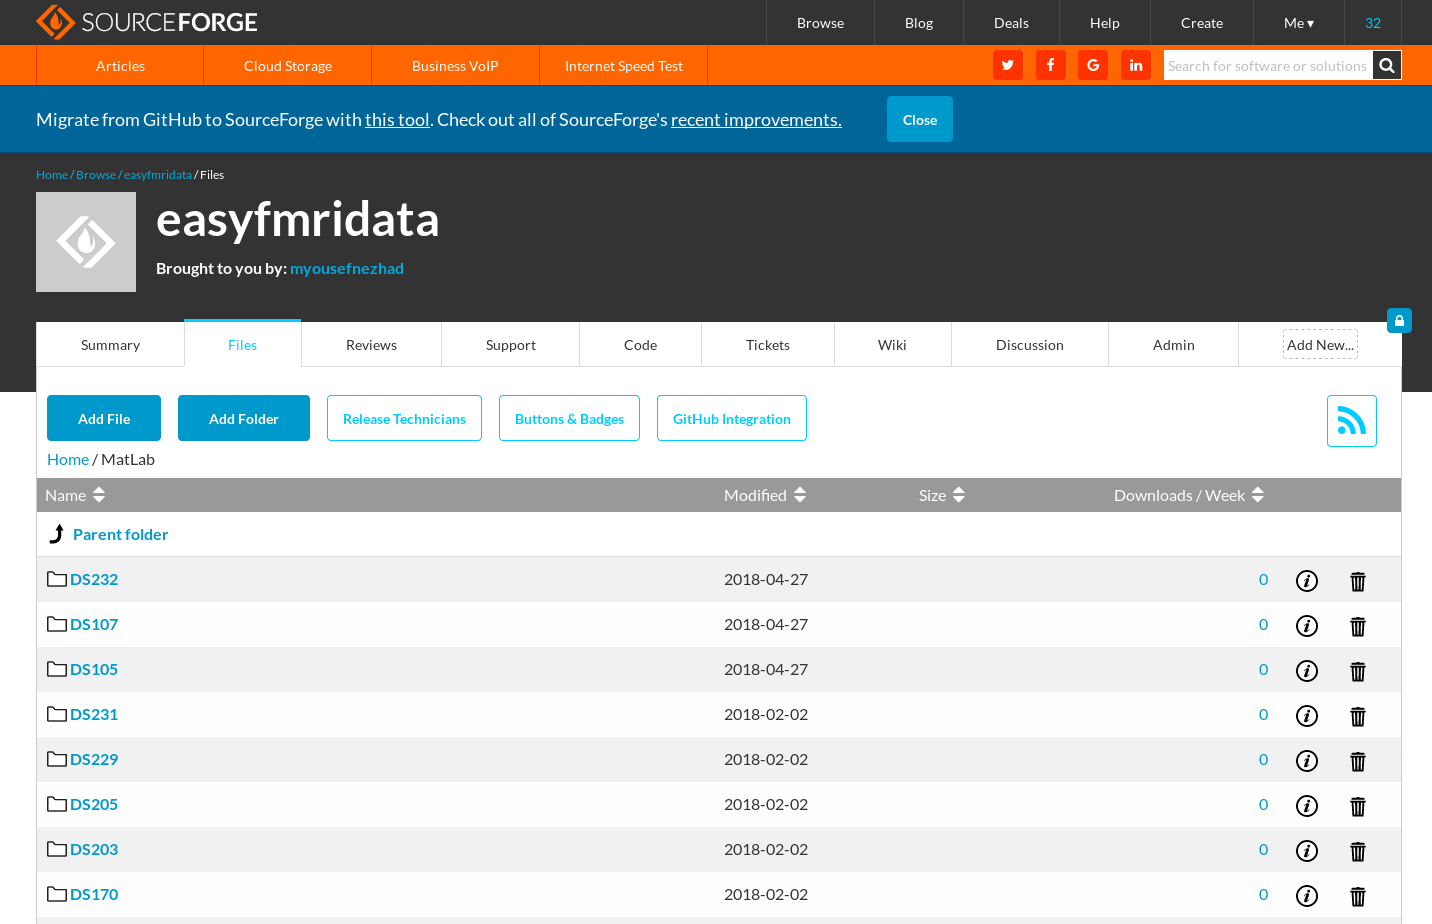 SOURCEFORGE Browse Blog Deals Help Create Me ▾ 32
Articles Cloud Storage Business VoIP Internet Speed Test Search for software or solutions
Migrate from GitHub to SourceForge with this tool. Check out all of SourceForge's recent improvements. Close
Home / Browse / easyfmridata / Files
easyfmridata
Brought to you by: myousefnezhad
Summary Files Reviews Support Code Tickets Wiki Discussion Admin Add New...
Add File Add Folder Release Technicians Buttons & Badges GitHub Integration
Home / MatLab
Name Modified Size Downloads / Week
Parent folder
DS232 2018-04-27 0
DS107 2018-04-27 0
DS105 2018-04-27 0
DS231 2018-02-02 0
DS229 2018-02-02 0
DS205 2018-02-02 0
DS203 2018-02-02 0
DS170 2018-02-02 0